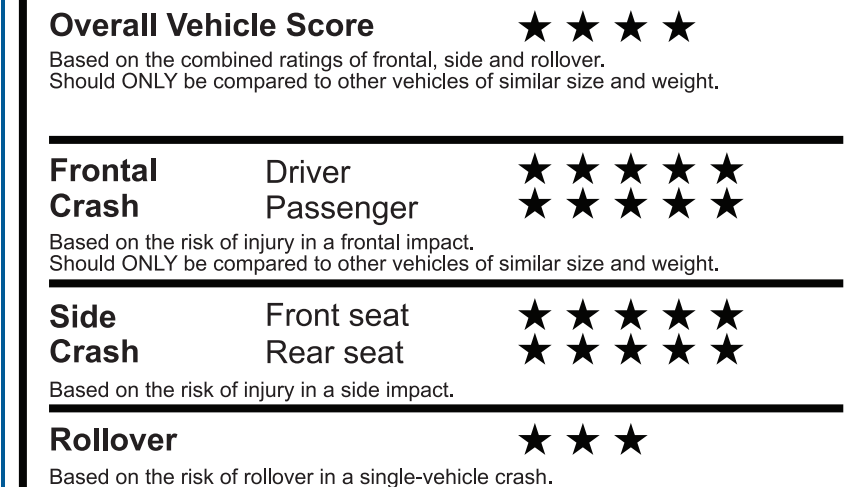 Overall Vehicle Score ★ ★ ★ ★
Based on the combined ratings of frontal, side and rollover.
Should ONLY be compared to other vehicles of similar size and weight.
Frontal Driver ★ ★ ★ ★ ★
Crash Passenger ★ ★ ★ ★ ★
Based on the risk of injury in a frontal impact.
Should ONLY be compared to other vehicles of similar size and weight.
Side Front seat ★ ★ ★ ★ ★
Crash Rear seat ★ ★ ★ ★ ★
Based on the risk of injury in a side impact.
Rollover ★ ★ ★
Based on the risk of rollover in a single-vehicle crash.